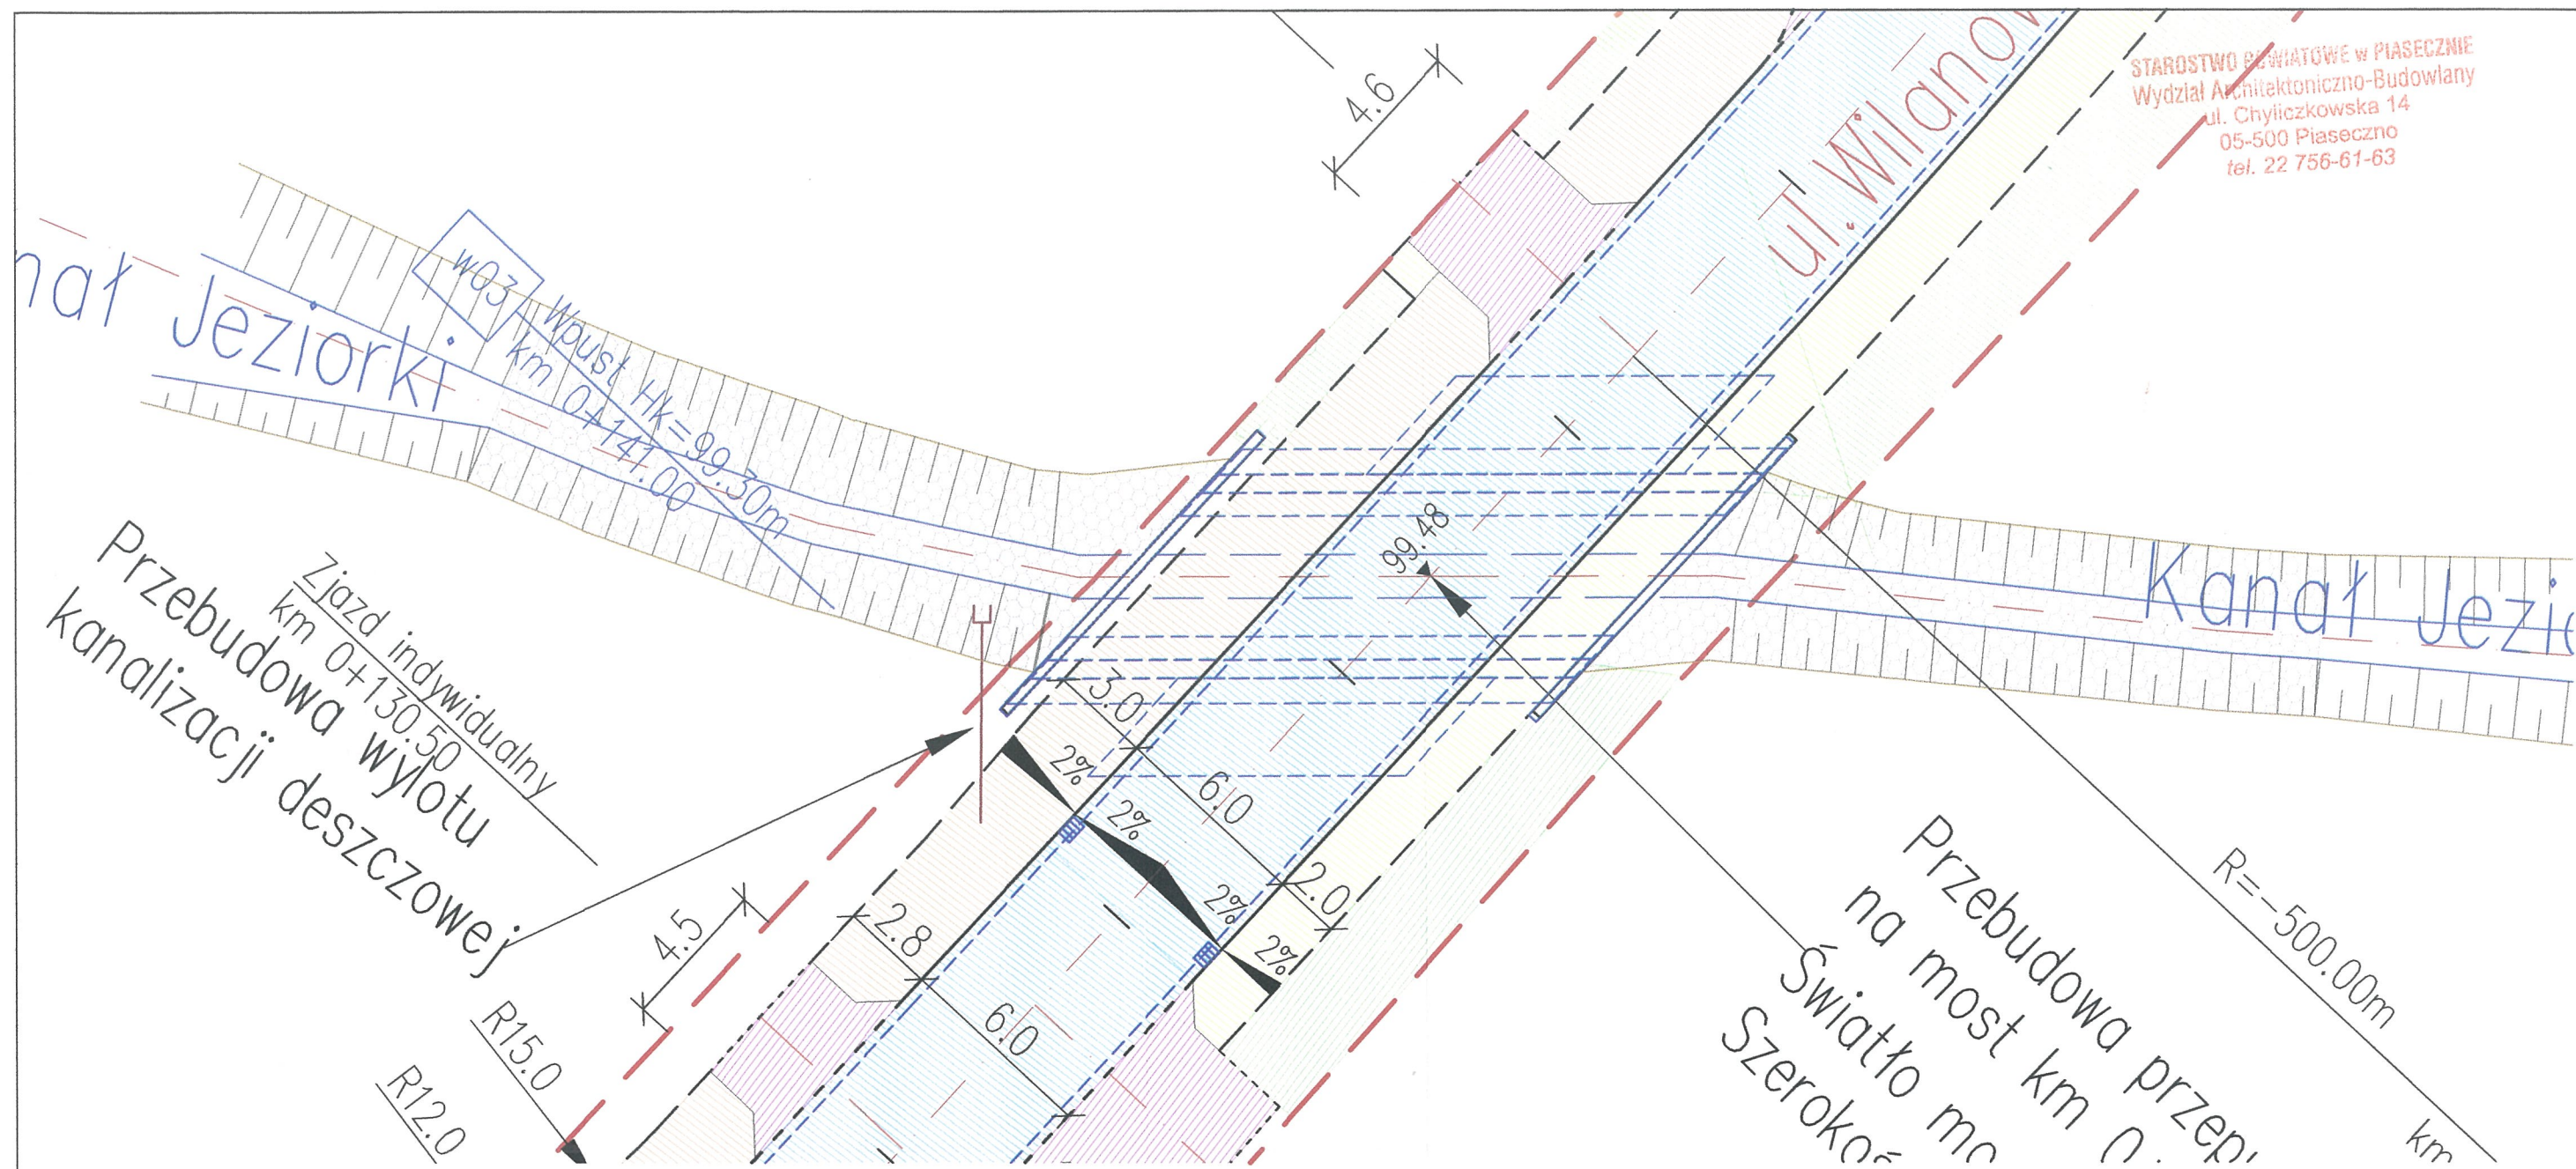 STAROSTWO POWIATOWE w PIASECZNIE
Wydział Architektoniczno-Budowlany
ul. Chyliczkowska 14
05-500 Piaseczno
tel. 22 756-61-63
4.6
ul. Wilanow
nał Jeziorki
w03
Wpust Hk=99.30m
km 0+141.00
99.48
Kanał Jezio
Zjazd indywidualny
km 0+130.50
Przebudowa wylotu
kanalizacji deszczowej
3.0
2%
2%
6.0
2%
2.0
2%
2.8
6.0
4.5
R15.0
R12.0
R=-500.00m
km
Przebudowa przep
na most km 0
Światło mo
Szerokoś